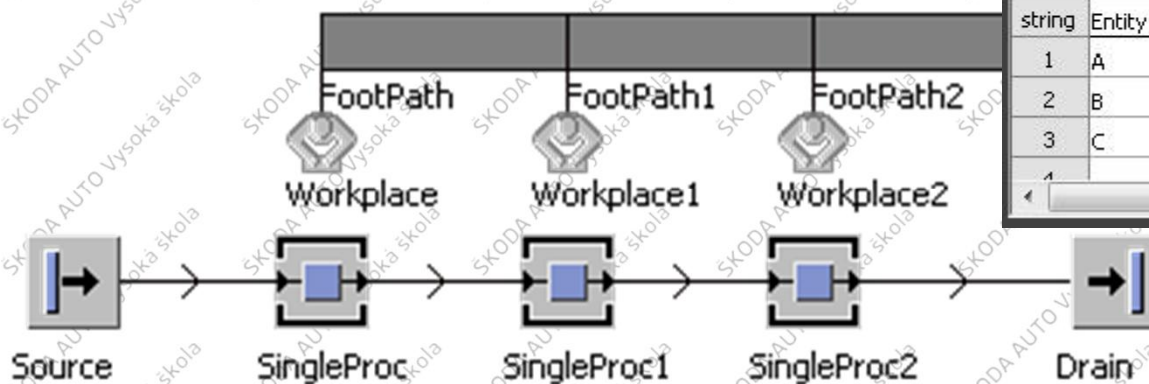 string Entity
1 A
2 B
3 C
FootPath FootPath1 FootPath2
Workplace Workplace1 Workplace2
Source SingleProc SingleProc1 SingleProc2 Drain
ŠKODA AUTO Vysoká škola